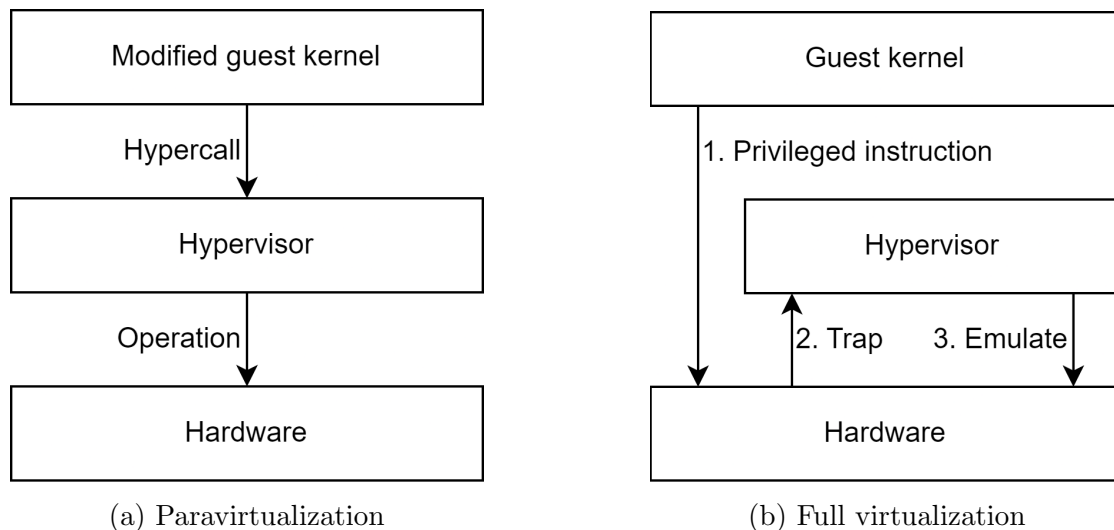 Modified guest kernel
Hypercall
Hypervisor
Operation
Hardware
(a) Paravirtualization
Guest kernel
1. Privileged instruction
Hypervisor
2. Trap
3. Emulate
Hardware
(b) Full virtualization